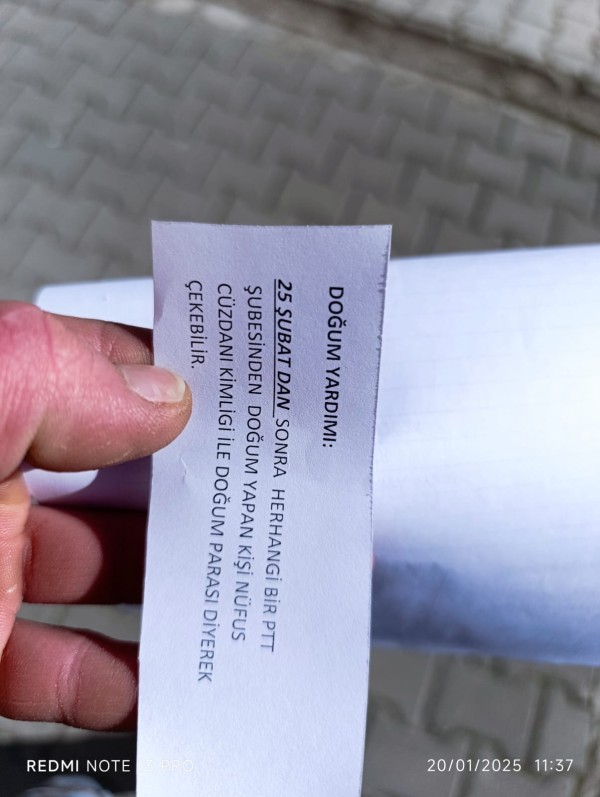 DOĞUM YARDIMI:
25 ŞUBAT DAN SONRA HERHANGİ BİR PTT
ŞUBESİNDEN DOĞUM YAPAN KİŞİ NÜFUS
CÜZDANI KİMLİGİ İLE DOĞUM PARASI DİYEREK
ÇEKEBİLİR.
REDMI NOTE PRO
20/01/2025 11:37